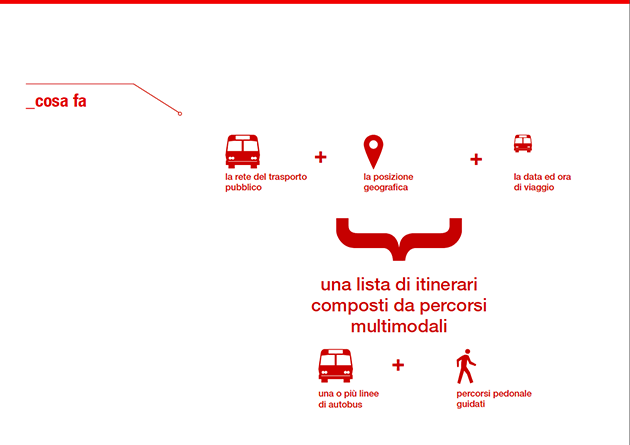 _cosa fa
la rete del trasporto
pubblico
+
la posizione
geografica
+
la data ed ora
di viaggio
una lista di itinerari
composti da percorsi
multimodali
una o più linee
di autobus
+
percorsi pedonale
guidati